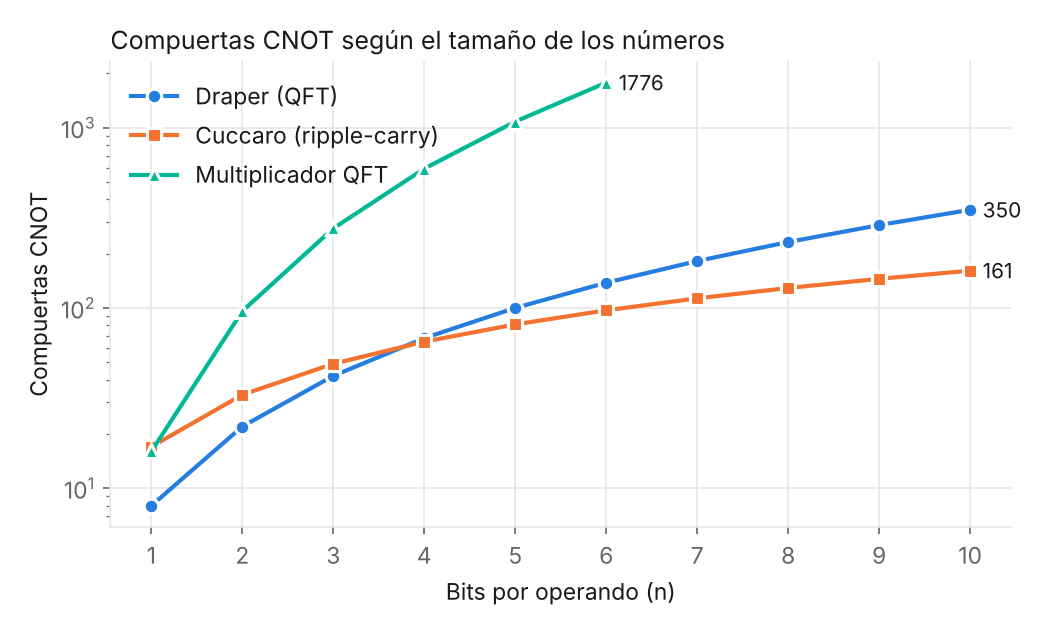 Compuertas CNOT según el tamaño de los números
Draper (QFT)
Cuccaro (ripple-carry)
Multiplicador QFT
1776
350
161
Compuertas CNOT
10³
10²
10¹
1 2 3 4 5 6 7 8 9 10
Bits por operando (n)